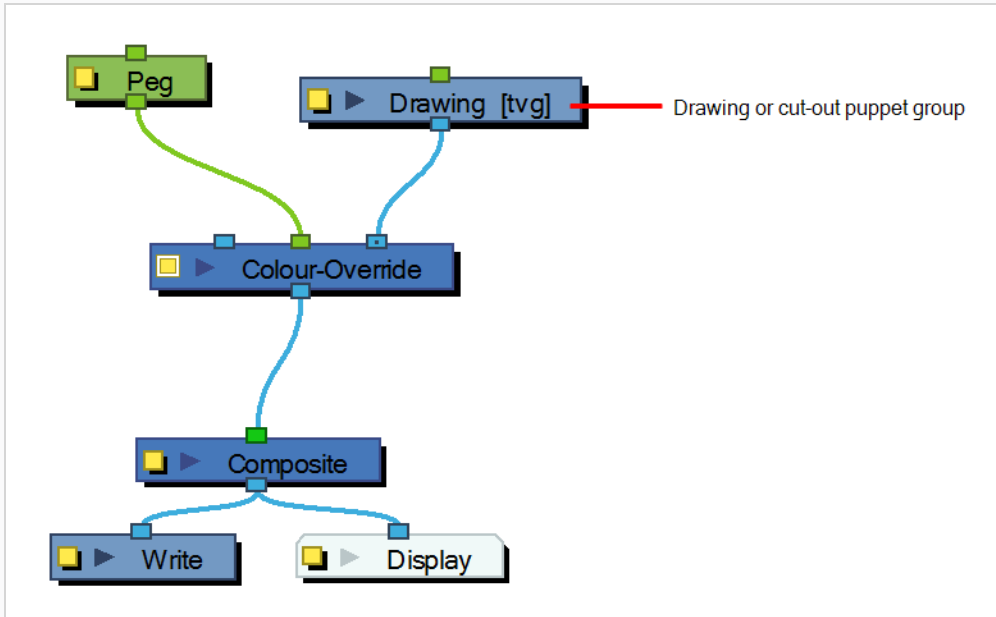 Peg
Drawing [tvg]
Drawing or cut-out puppet group
Colour-Override
Composite
Write
Display